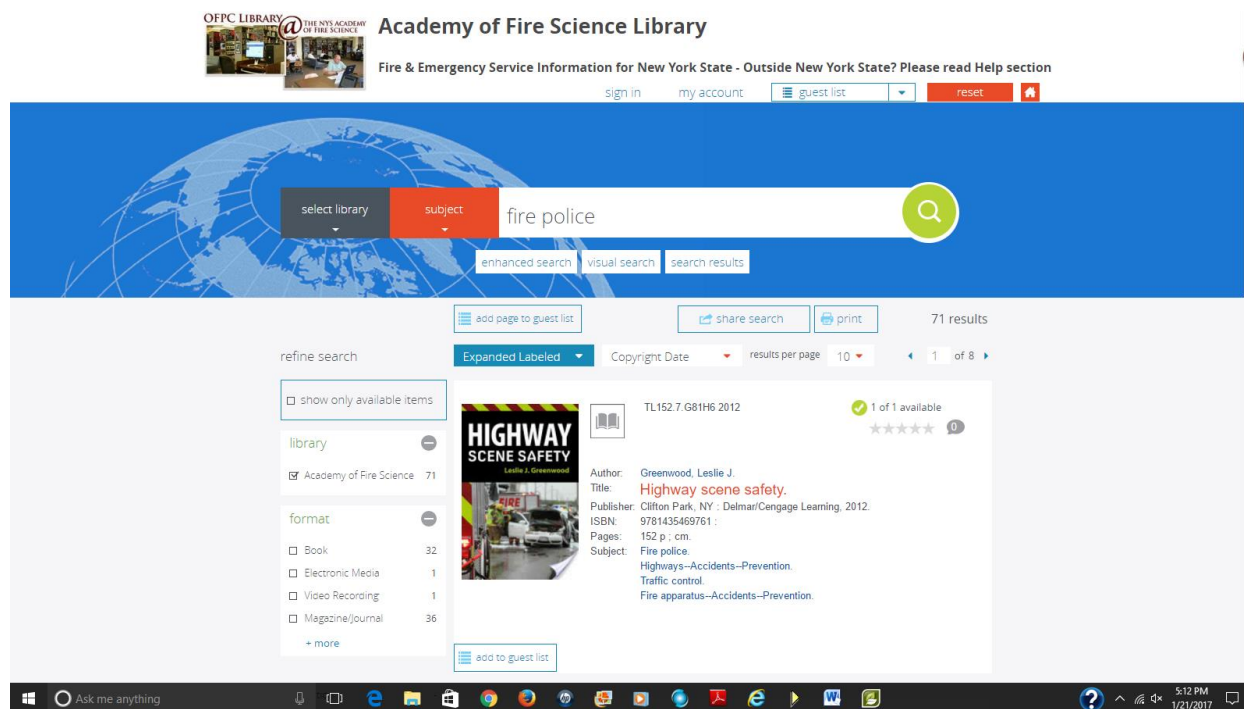 OFPC LIBRARY
@ THE NYS ACADEMY
OF FIRE SCIENCE
Academy of Fire Science Library
Fire & Emergency Service Information for New York State - Outside New York State? Please read Help section
sign in my account guest list reset
select library subject fire police
enhanced search visual search search results
add page to guest list share search print 71 results
refine search Expanded Labeled Copyright Date results per page 10 1 of 8
show only available items
library
Academy of Fire Science 71
format
Book 32
Electronic Media 1
Video Recording 1
Magazine/Journal 36
+ more
HIGHWAY
SCENE SAFETY
Leslie J. Greenwood
FIRE
TL152.7.G81H6 2012 1 of 1 available
0
Author: Greenwood, Leslie J.
Title: Highway scene safety.
Publisher: Clifton Park, NY : Delmar/Cengage Learning, 2012.
ISBN: 9781435469761 :
Pages: 152 p ; cm.
Subject: Fire police.
Highways--Accidents--Prevention.
Traffic control.
Fire apparatus--Accidents--Prevention.
add to guest list
Ask me anything 5:12 PM
1/21/2017